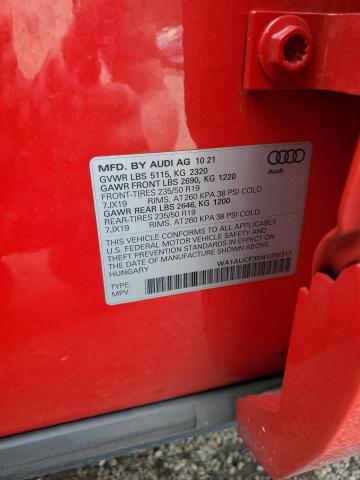 MFD. BY AUDI AG 10 21
GVWR LBS 5115, KG 2320
GAWR FRONT LBS 2690, KG 1220
FRONT-TIRES 235/50 R19
7JX19 RIMS, AT 260 KPA 38 PSI COLD
GAWR REAR LBS 2646, KG 1200
REAR-TIRES 235/50 R19
7JX19 RIMS, AT 260 KPA 38 PSI COLD
THIS VEHICLE CONFORMS TO ALL APPLICABLE
U.S. FEDERAL MOTOR VEHICLE SAFETY AND
THEFT PREVENTION STANDARDS IN EFFECT ON
THE DATE OF MANUFACTURE SHOWN ABOVE.
HUNGARY
TYPE: WA1AUCF35N1035317
MPV